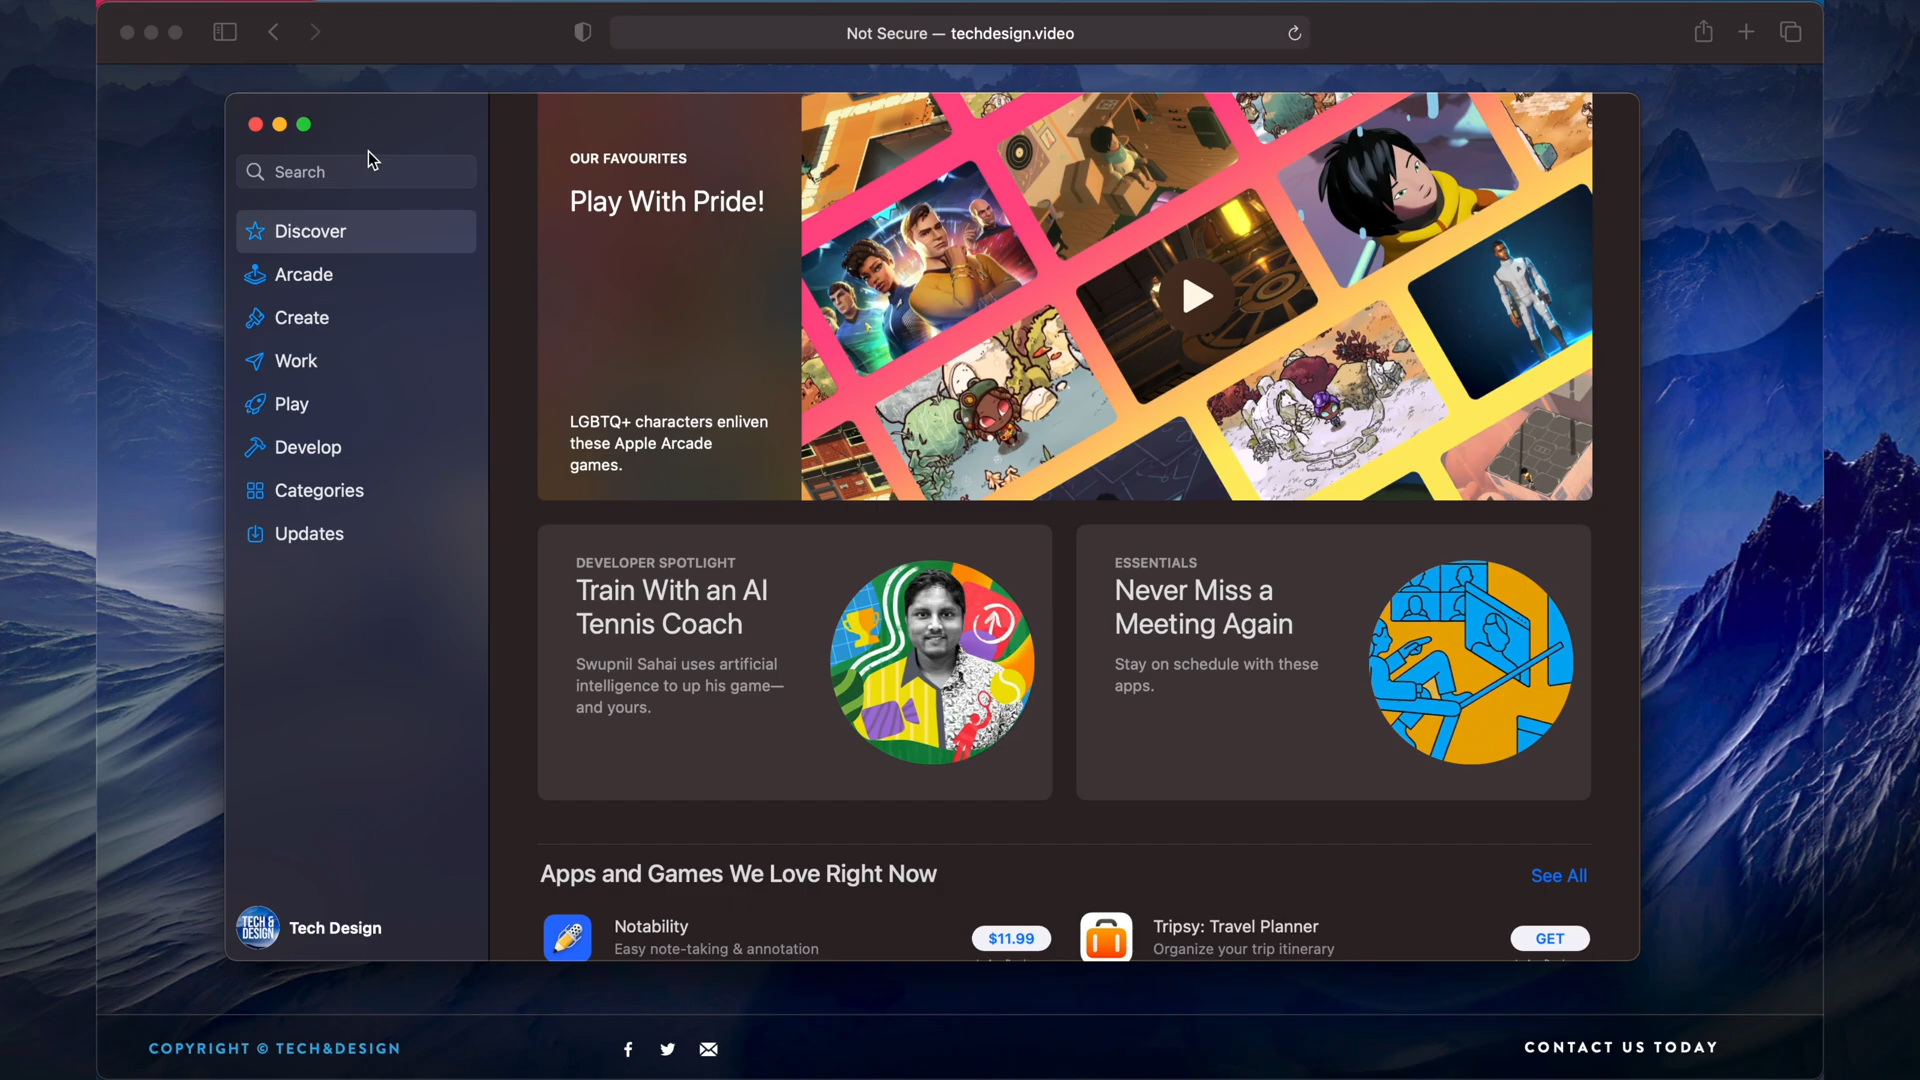 Not Secure — techdesign.video
Search
Discover
Arcade
Create
Work
Play
Develop
Categories
Updates
TECH &
DESIGN
Tech Design
OUR FAVOURITES
Play With Pride!
LGBTQ+ characters enliven
these Apple Arcade
games.
DEVELOPER SPOTLIGHT
Train With an AI
Tennis Coach
Swupnil Sahai uses artificial
intelligence to up his game—
and yours.
ESSENTIALS
Never Miss a
Meeting Again
Stay on schedule with these
apps.
Apps and Games We Love Right Now
See All
Notability
Easy note-taking & annotation
$11.99
Tripsy: Travel Planner
Organize your trip itinerary
GET
COPYRIGHT © TECH&DESIGN
CONTACT US TODAY